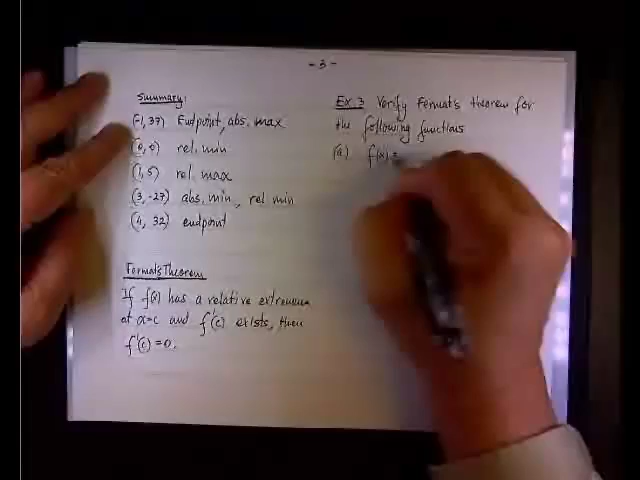 - 3 -
Summary:
(-1, 37) Endpoint, abs. max
(0, 0) rel. min
(1, 5) rel. max
(3, -27) abs. min, rel min
(4, 32) endpoint
Fermat's Theorem
If f(x) has a relative extremum
at x=c and f'(c) exists, then
f'(c) = 0.
Ex. 3 Verify Fermat's theorem for
the following functions
(a) f(x) =